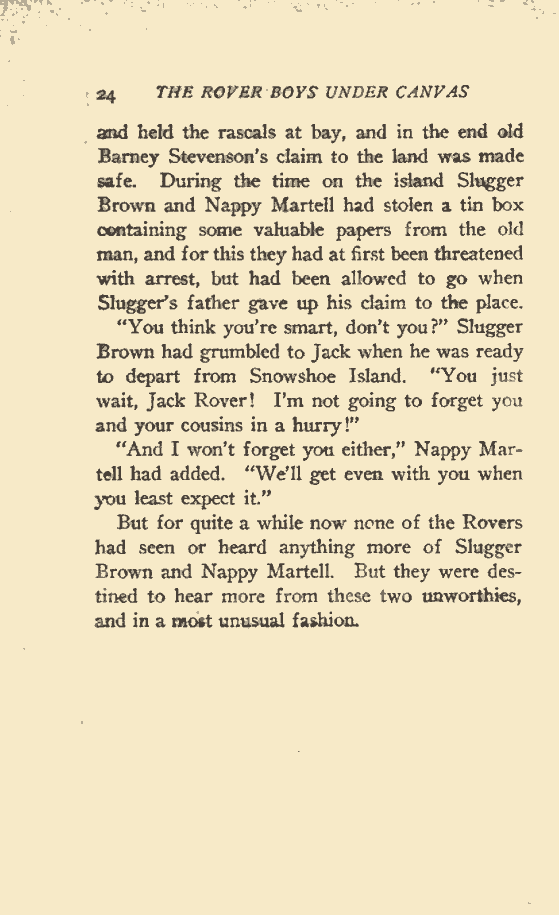 24 THE ROVER BOYS UNDER CANVAS
and held the rascals at bay, and in the end old
Barney Stevenson's claim to the land was made
safe. During the time on the island Slugger
Brown and Nappy Martell had stolen a tin box
containing some valuable papers from the old
man, and for this they had at first been threatened
with arrest, but had been allowed to go when
Slugger's father gave up his claim to the place.
"You think you're smart, don't you?" Slugger
Brown had grumbled to Jack when he was ready
to depart from Snowshoe Island. "You just
wait, Jack Rover! I'm not going to forget you
and your cousins in a hurry!"
"And I won't forget you either," Nappy Mar-
tell had added. "We'll get even with you when
you least expect it."
But for quite a while now none of the Rovers
had seen or heard anything more of Slugger
Brown and Nappy Martell. But they were des-
tined to hear more from these two unworthies,
and in a most unusual fashion.